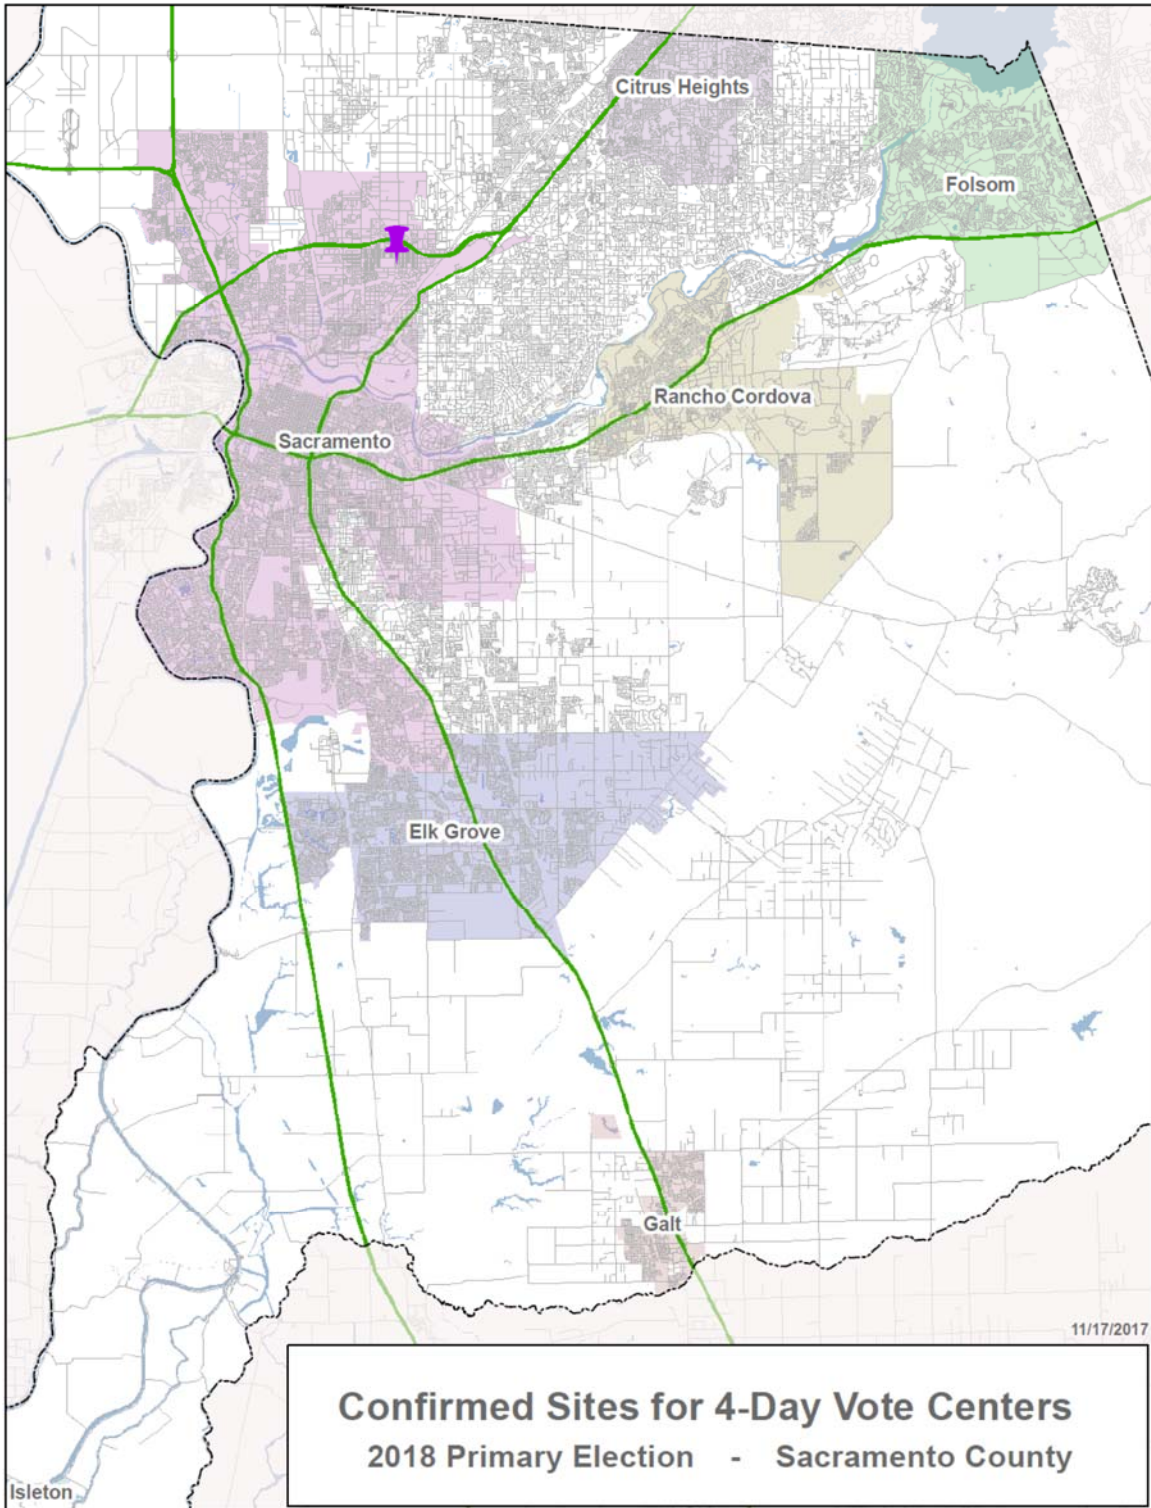 Citrus Heights
Folsom
Rancho Cordova
Sacramento
Elk Grove
Galt
11/17/2017
Confirmed Sites for 4-Day Vote Centers
2018 Primary Election - Sacramento County
Isleton